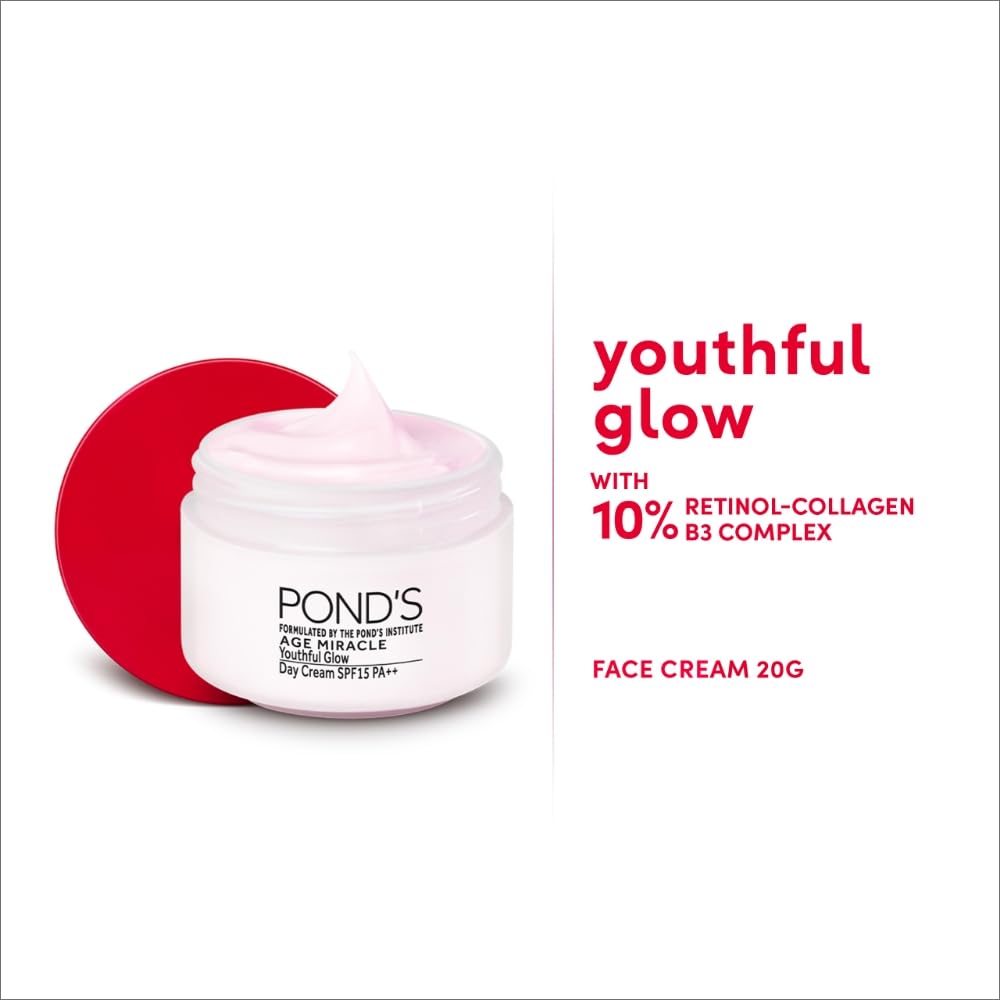 POND'S
FORMULATED BY THE POND'S INSTITUTE
AGE MIRACLE
Youthful Glow
Day Cream SPF15 PA++
youthful
glow
WITH
10% RETINOL-COLLAGEN
B3 COMPLEX
FACE CREAM 20G